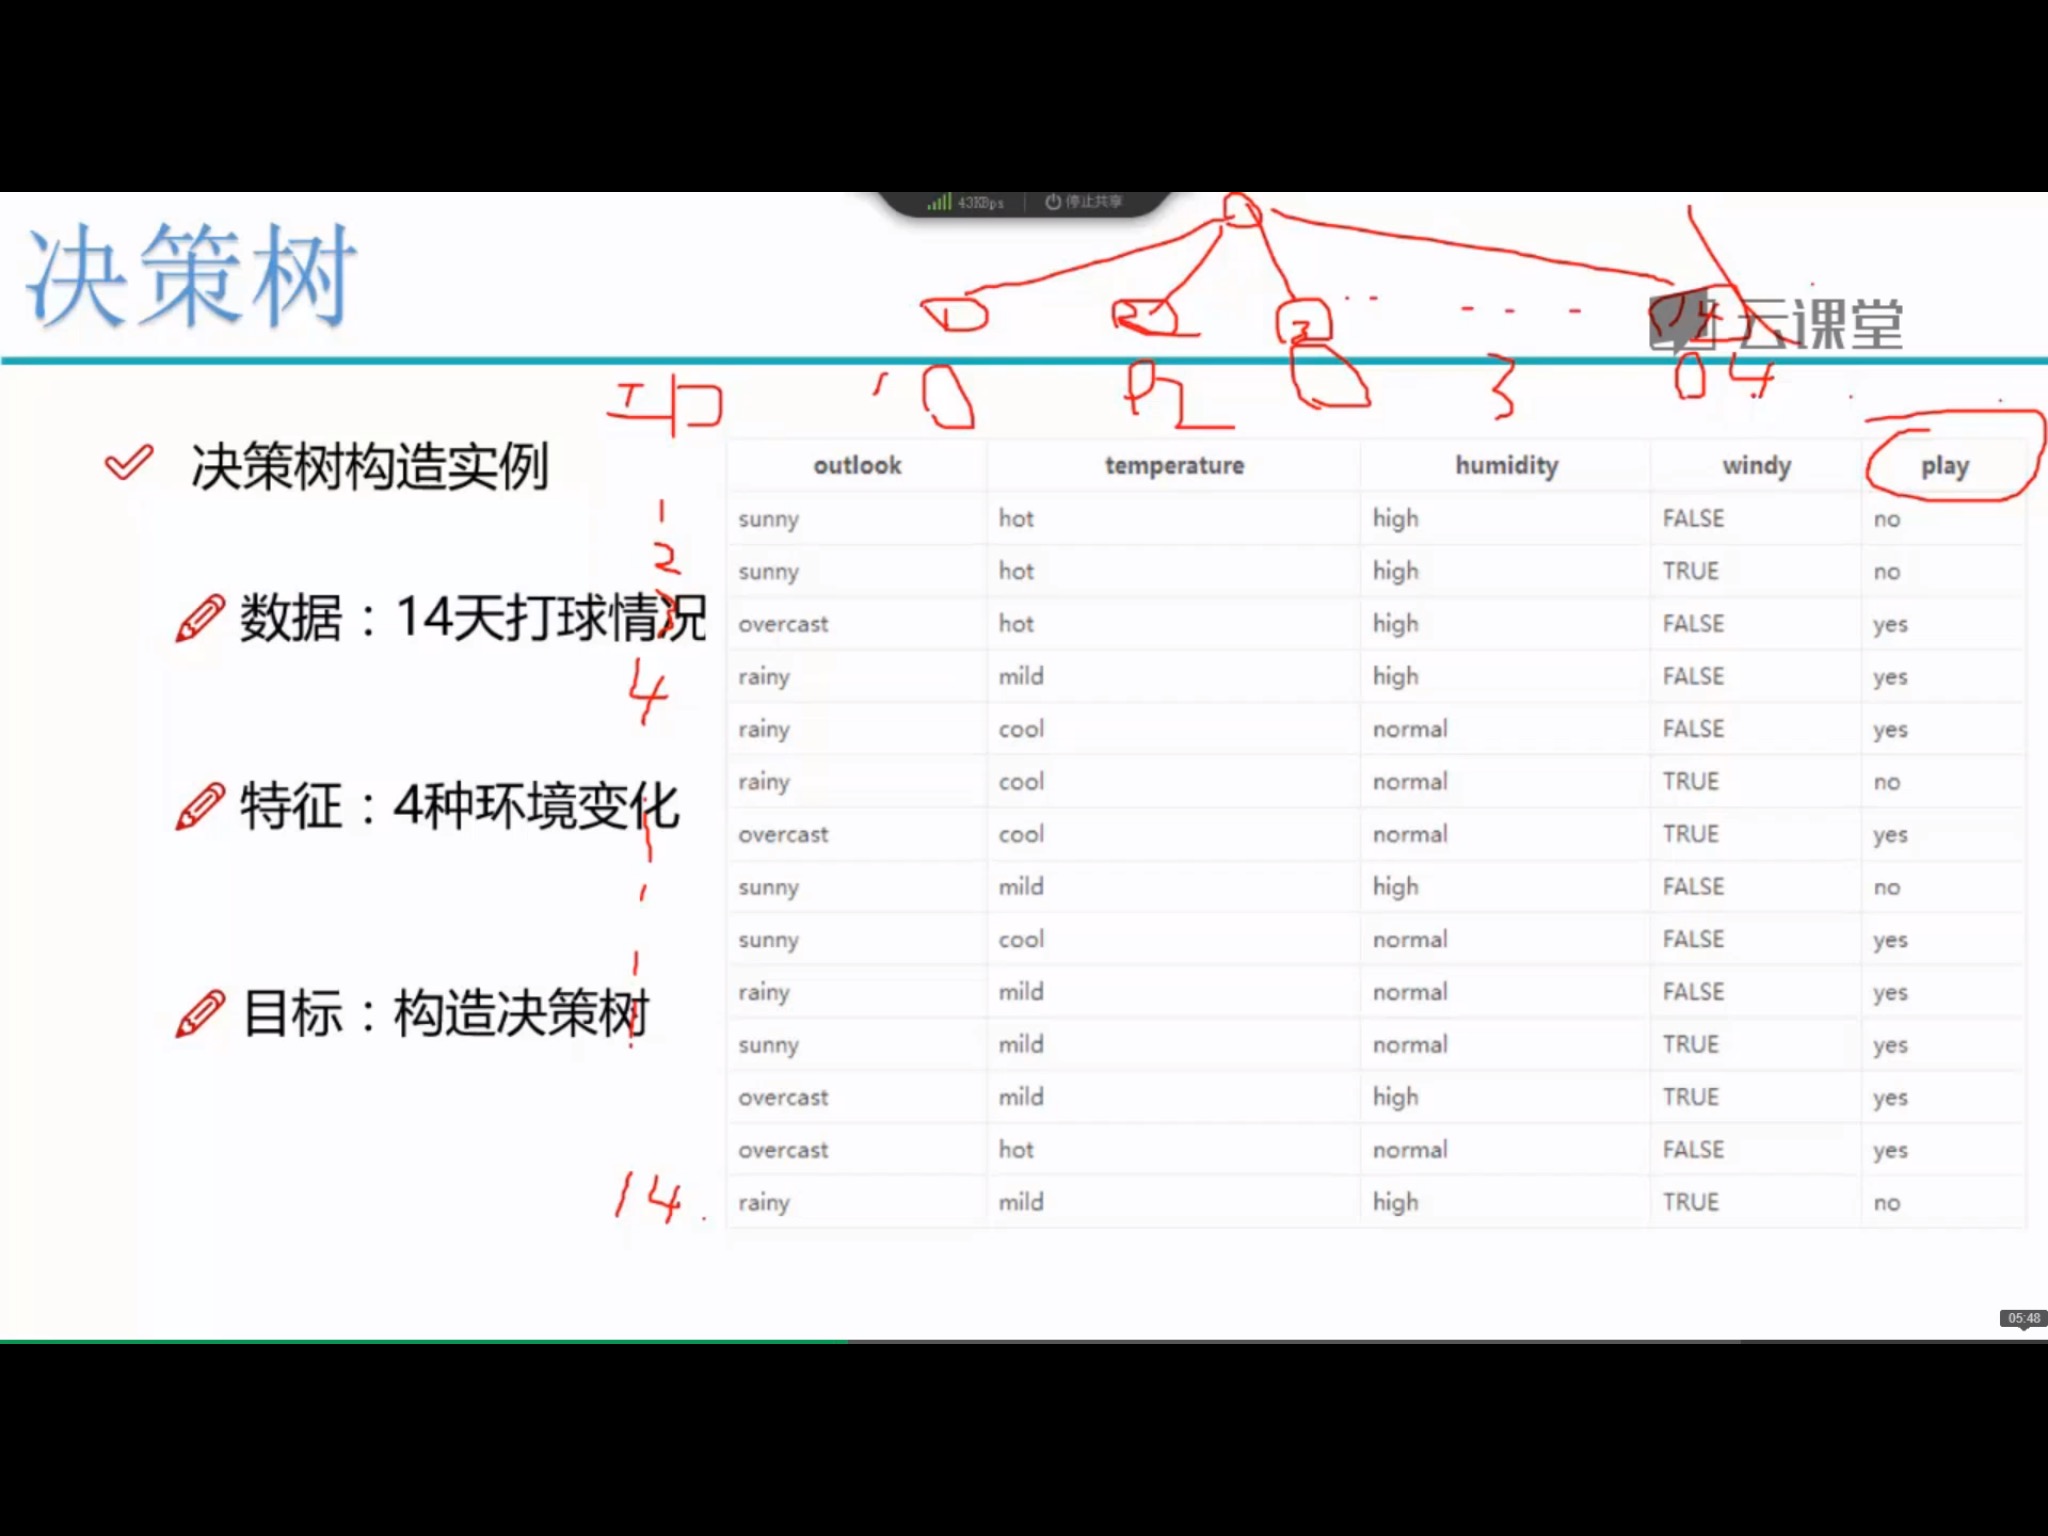 43KBps 停止共享
决策树
1 2 3 14
云课堂
ID 1 2 3 4
决策树构造实例
数据：14天打球情况
特征：4种环境变化
目标：构造决策树
1
2
3
4
14
outlook temperature humidity windy play
sunny hot high FALSE no
sunny hot high TRUE no
overcast hot high FALSE yes
rainy mild high FALSE yes
rainy cool normal FALSE yes
rainy cool normal TRUE no
overcast cool normal TRUE yes
sunny mild high FALSE no
sunny cool normal FALSE yes
rainy mild normal FALSE yes
sunny mild normal TRUE yes
overcast mild high TRUE yes
overcast hot normal FALSE yes
rainy mild high TRUE no
05:48